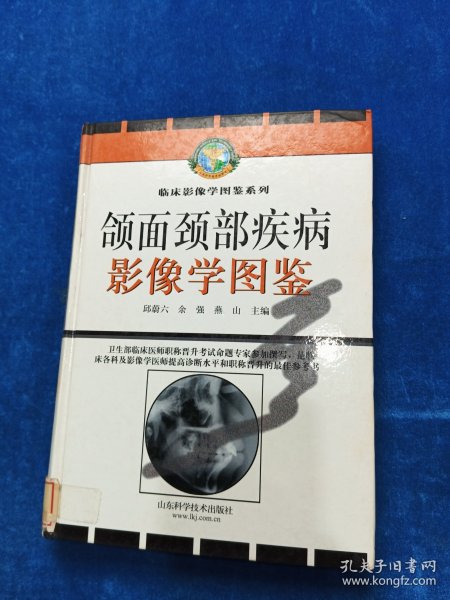 临床影像学图鉴系列
颌面颈部疾病
影像学图鉴
邱蔚六 余强 燕山 主编
卫生部临床医师职称晋升考试命题专家参加撰写，是临
床各科及影像学医师提高诊断水平和职称晋升的最佳参考书
山东科学技术出版社
www.lkj.com.cn
孔夫子旧书网
www.kongfz.com